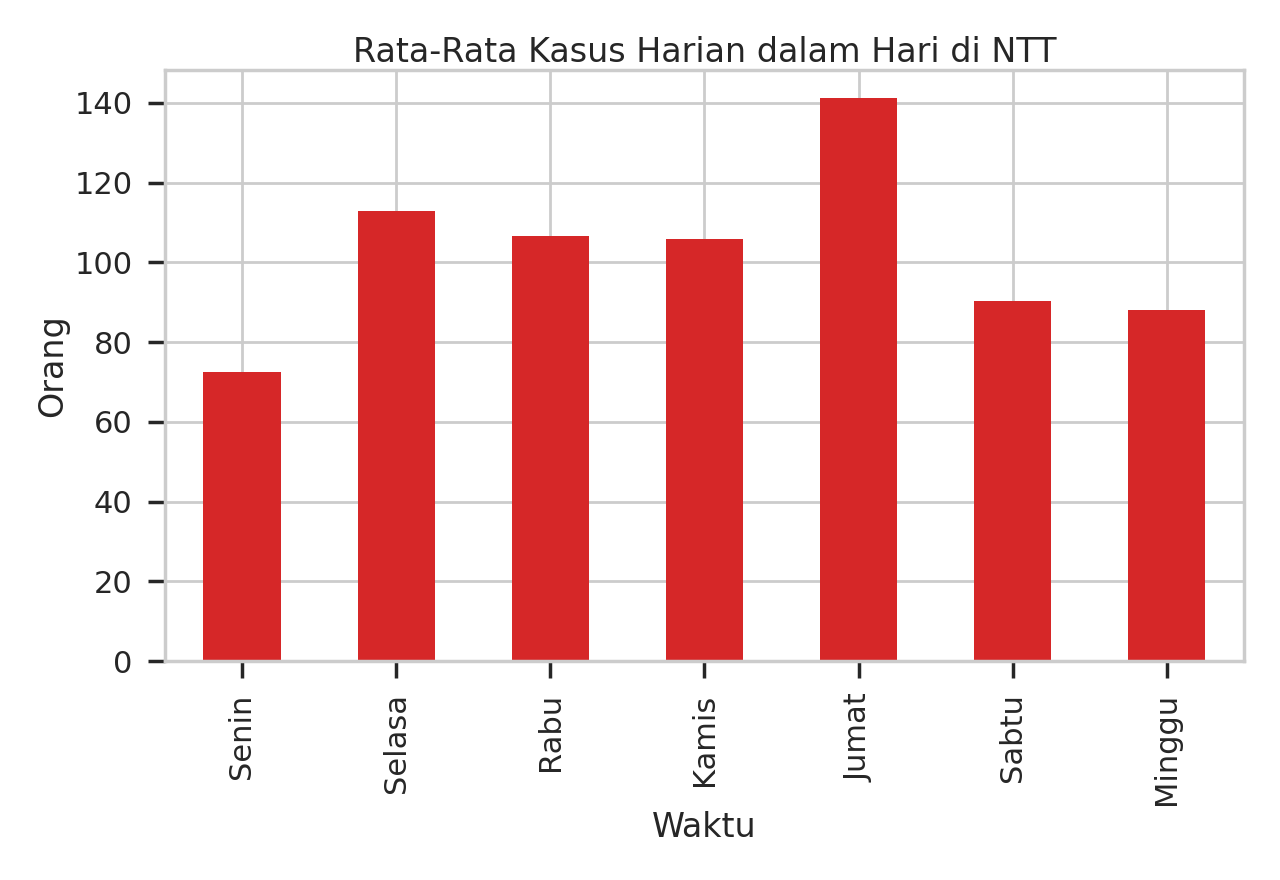 Rata-Rata Kasus Harian dalam Hari di NTT
140
120
100
80
60
40
20
0
Orang
Senin
Selasa
Rabu
Kamis
Jumat
Sabtu
Minggu
Waktu